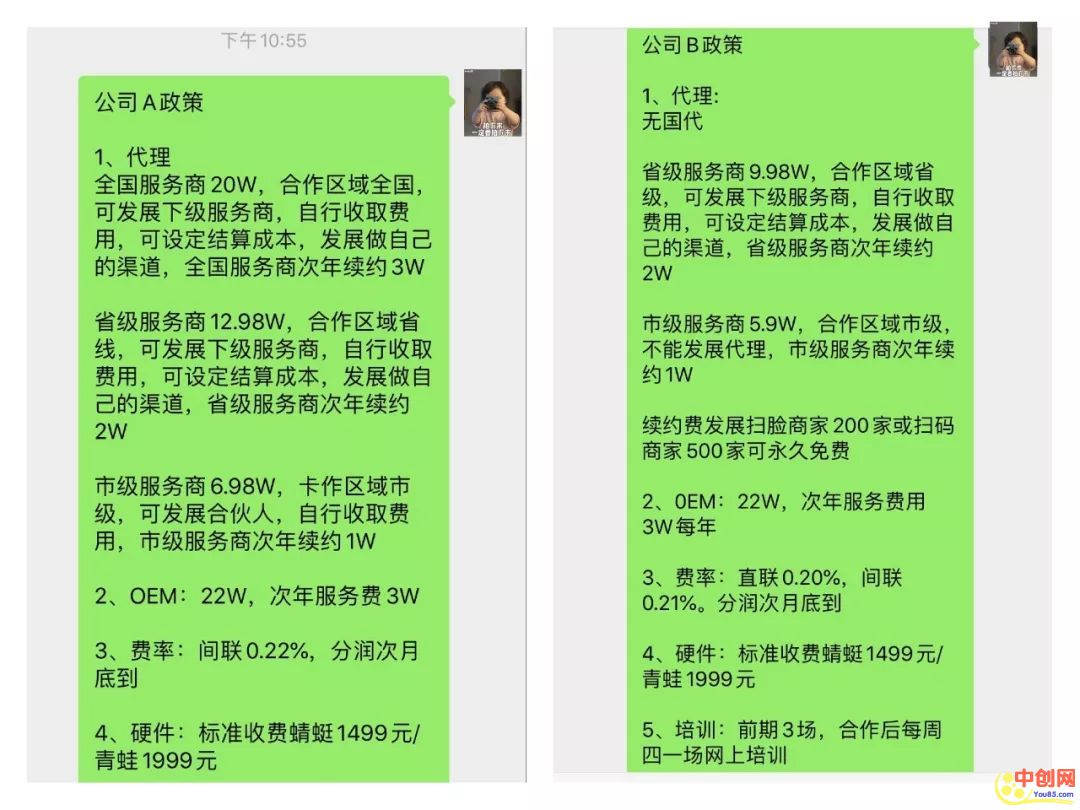 下午10:55
公司A政策
1、代理
全国服务商20W，合作区域全国，
可发展下级服务商，自行收取费
用，可设定结算成本，发展做自己
的渠道，全国服务商次年续约3W
省级服务商12.98W，合作区域省
线，可发展下级服务商，自行收取
费用，可设定结算成本，发展做自
己的渠道，省级服务商次年续约
2W
市级服务商6.98W，卡作区域市
级，可发展合伙人，自行收取费
用，市级服务商次年续约1W
2、OEM：22W，次年服务费3W
3、费率：间联0.22%，分润次月
底到
4、硬件：标准收费蜻蜓1499元/
青蛙1999元
公司B政策
1、代理：
无国代
省级服务商9.98W，合作区域省
级，可发展下级服务商，自行收取
费用，可设定结算成本，发展做自
己的渠道，省级服务商次年续约
2W
市级服务商5.9W，合作区域市级，
不能发展代理，市级服务商次年续
约1W
续约费发展扫脸商家200家或扫码
商家500家可永久免费
2、0EM：22W，次年服务费用
3W每年
3、费率：直联0.20%，间联
0.21%。分润次月底到
4、硬件：标准收费蜻蜓1499元/
青蛙1999元
5、培训：前期3场，合作后每周
四一场网上培训
中创网
You85.com